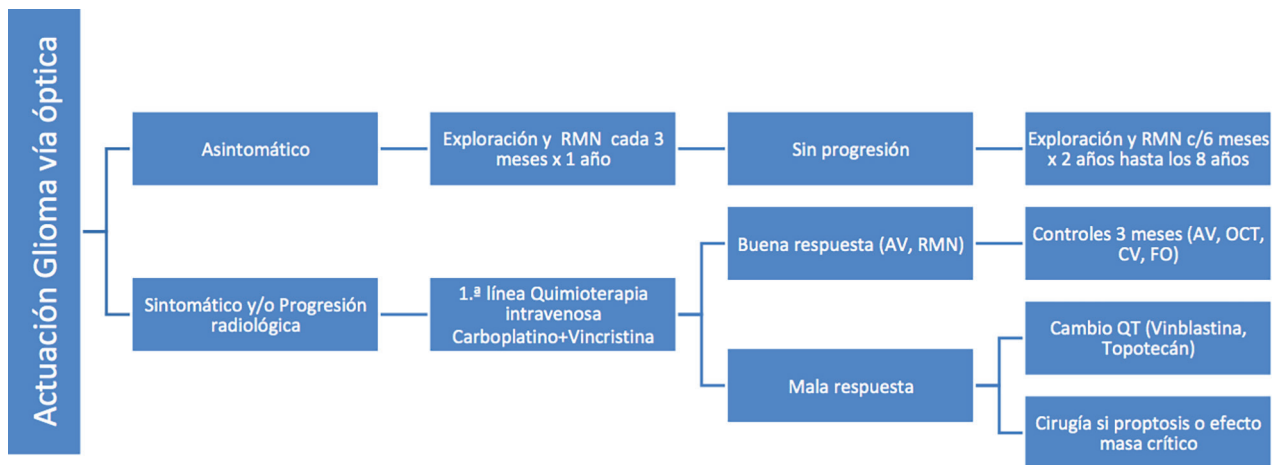 Actuación Glioma vía óptica
Asintomático
Exploración y RMN cada 3
meses x 1 año
Sin progresión
Exploración y RMN c/6 meses
x 2 años hasta los 8 años
Sintomático y/o Progresión
radiológica
1.ª línea Quimioterapia
intravenosa
Carboplatino+Vincristina
Buena respuesta (AV, RMN)
Controles 3 meses (AV, OCT,
CV, FO)
Mala respuesta
Cambio QT (Vinblastina,
Topotecán)
Cirugía si proptosis o efecto
masa crítico